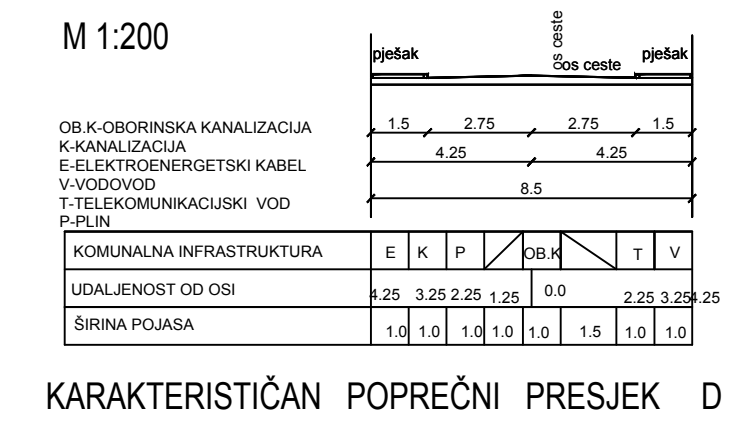 M 1:200
os ceste
pješak os ceste pješak
1.5 2.75 2.75 1.5
4.25 4.25
8.5
OB.K-OBORINSKA KANALIZACIJA
K-KANALIZACIJA
E-ELEKTROENERGETSKI KABEL
V-VODOVOD
T-TELEKOMUNIKACIJSKI VOD
P-PLIN
KOMUNALNA INFRASTRUKTURA E K P OB.K T V
UDALJENOST OD OSI 4.25 3.25 2.25 1.25 0.0 2.25 3.25 4.25
ŠIRINA POJASA 1.0 1.0 1.0 1.0 1.0 1.5 1.0 1.0
KARAKTERISTIČAN POPREČNI PRESJEK D